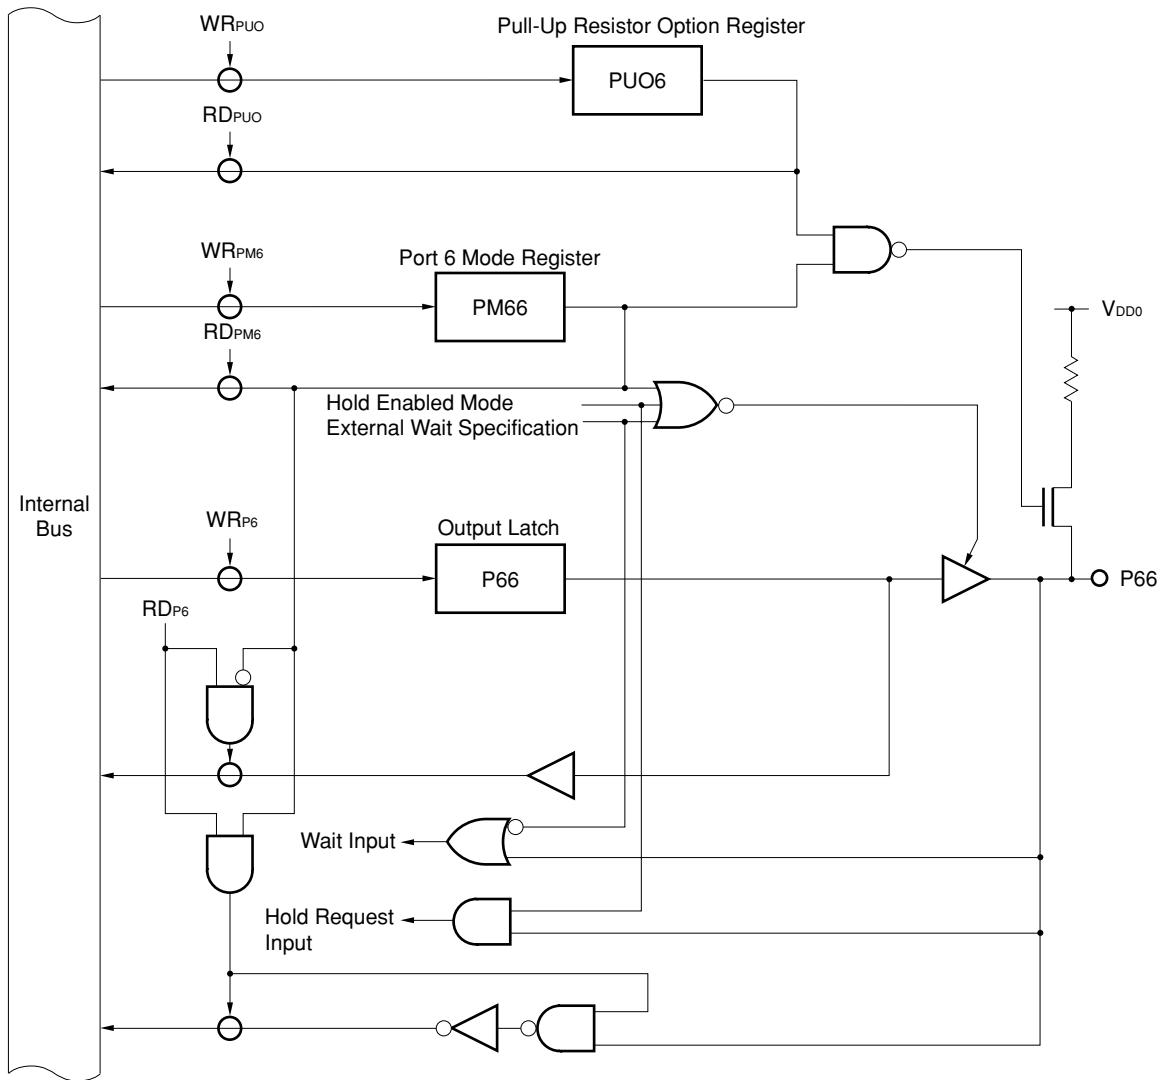 WRPUO
Pull-Up Resistor Option Register
PUO6
RDPUO
WRPM6
Port 6 Mode Register
PM66
VDD0
RDPM6
Hold Enabled Mode
External Wait Specification
Internal
Bus
WRP6
Output Latch
P66
P66
RDP6
Wait Input
Hold Request
Input